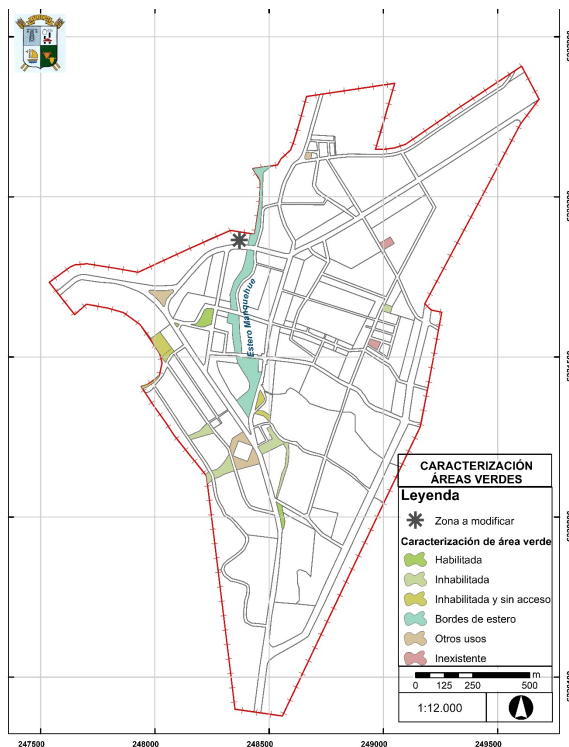 Estero Manquehue
CARACTERIZACIÓN
ÁREAS VERDES
Leyenda
Zona a modificar
Caracterización de área verde
Habilitada
Inhabilitada
Inhabilitada y sin acceso
Bordes de estero
Otros usos
Inexistente
m
0 125 250 500
1:12.000
247500 248000 248500 249000 249500